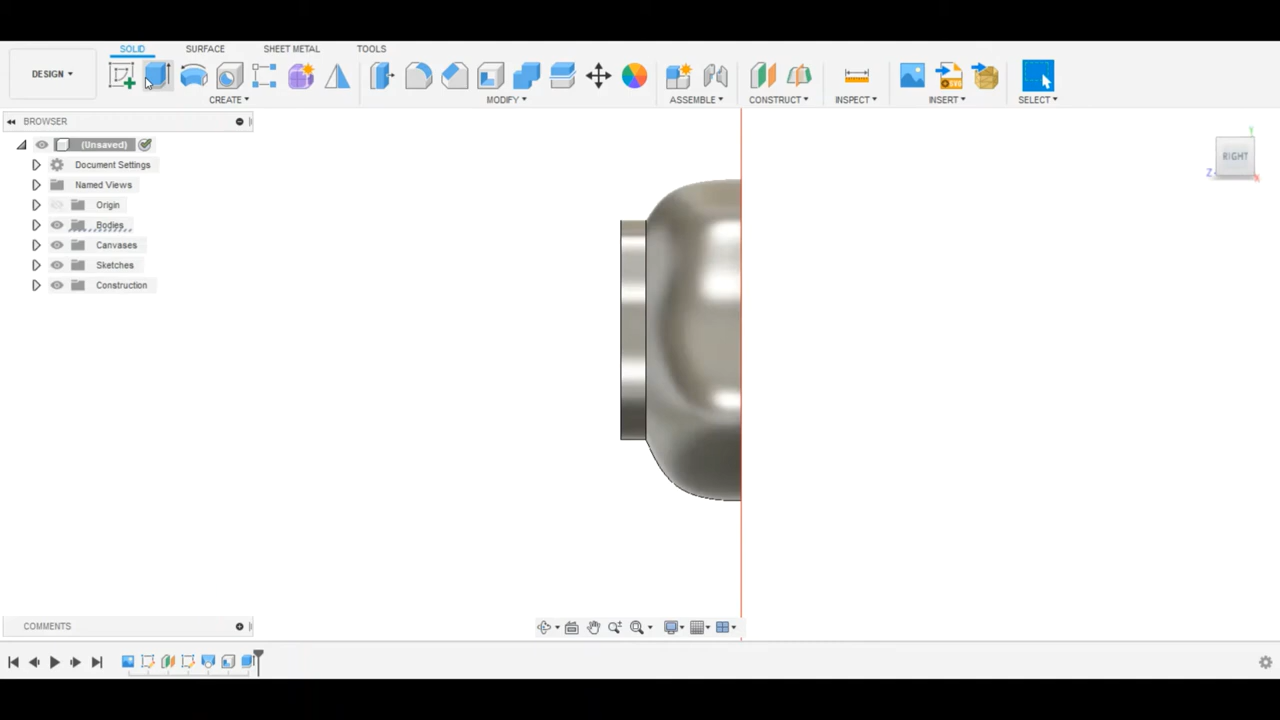 SOLID SURFACE SHEET METAL TOOLS
DESIGN
CREATE MODIFY ASSEMBLE CONSTRUCT INSPECT INSERT SELECT
BROWSER
(Unsaved)
Document Settings
Named Views
Origin
Bodies
Canvases
Sketches
Construction
Y
RIGHT
Z
X
COMMENTS